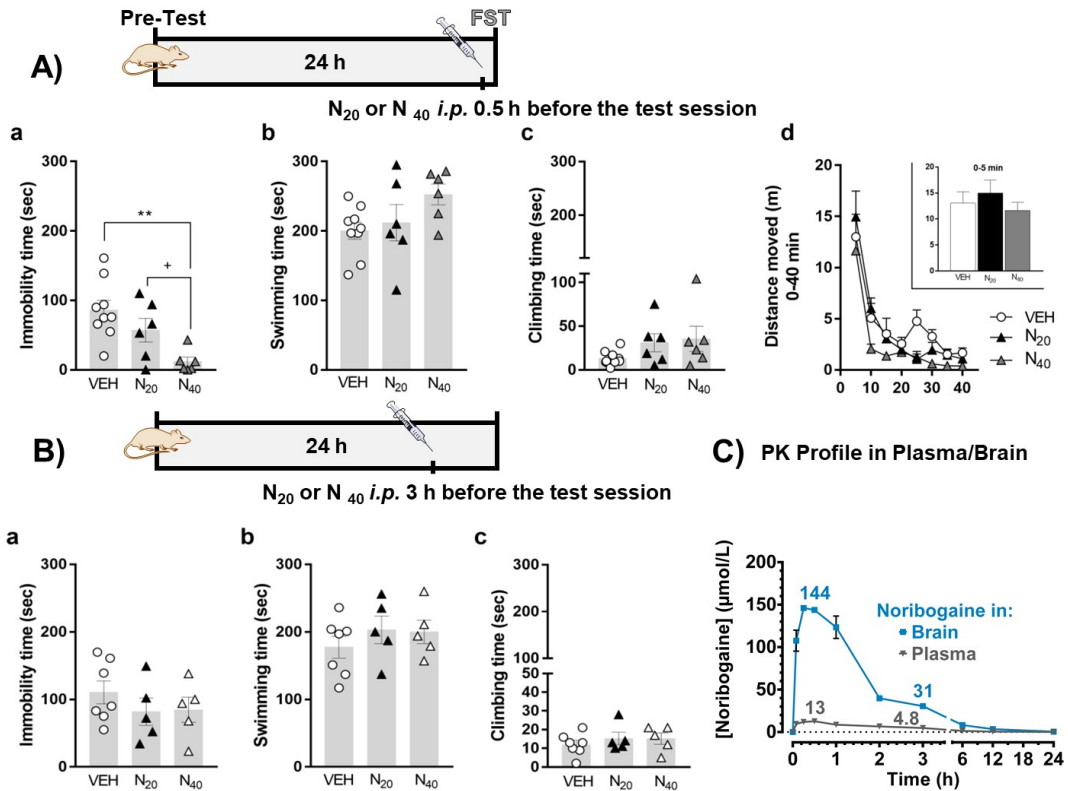 Pre-Test
FST
A)
24 h
N20 or N 40 i.p. 0.5 h before the test session
a
Immobility time (sec)
300
200
100
0
**
+
VEH
N20
N40
b
Swimming time (sec)
300
200
100
0
VEH
N20
N40
c
Climbing time (sec)
300
200
100
50
0
VEH
N20
N40
d
Distance moved (m)
0-40 min
20
15
10
5
0
0 10 20 30 40
0-5 min
20
15
10
5
0
VEH
N20
N40
VEH
N20
N40
B)
24 h
N20 or N 40 i.p. 3 h before the test session
a
Immobility time (sec)
300
200
100
0
VEH
N20
N40
b
Swimming time (sec)
300
200
100
0
VEH
N20
N40
c
Climbing time (sec)
300
200
100
50
40
30
20
10
0
VEH
N20
N40
C) PK Profile in Plasma/Brain
[Noribogaine] (µmol/L)
200
150
100
50
0
144
Noribogaine in:
Brain
Plasma
31
13
4.8
0 1 2 3 6 12 18 24
Time (h)